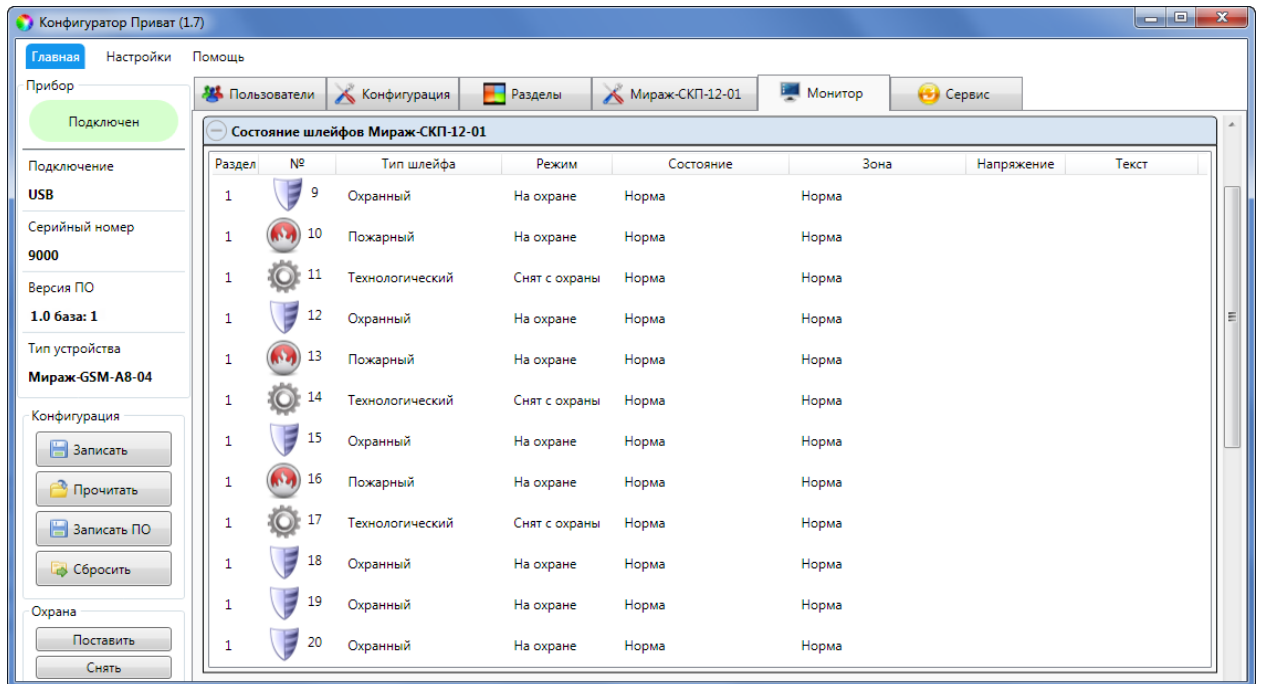 Конфигуратор Приват (1.7)
Главная Настройки Помощь
Прибор
Подключен
Подключение
USB
Серийный номер
9000
Версия ПО
1.0 база: 1
Тип устройства
Мираж-GSM-A8-04
Конфигурация
Записать
Прочитать
Записать ПО
Сбросить
Охрана
Поставить
Снять
Пользователи Конфигурация Разделы Мираж-СКП-12-01 Монитор Сервис
Состояние шлейфов Мираж-СКП-12-01
Раздел № Тип шлейфа Режим Состояние Зона Напряжение Текст
1 9 Охранный На охране Норма Норма
1 10 Пожарный На охране Норма Норма
1 11 Технологический Снят с охраны Норма Норма
1 12 Охранный На охране Норма Норма
1 13 Пожарный На охране Норма Норма
1 14 Технологический Снят с охраны Норма Норма
1 15 Охранный На охране Норма Норма
1 16 Пожарный На охране Норма Норма
1 17 Технологический Снят с охраны Норма Норма
1 18 Охранный На охране Норма Норма
1 19 Охранный На охране Норма Норма
1 20 Охранный На охране Норма Норма